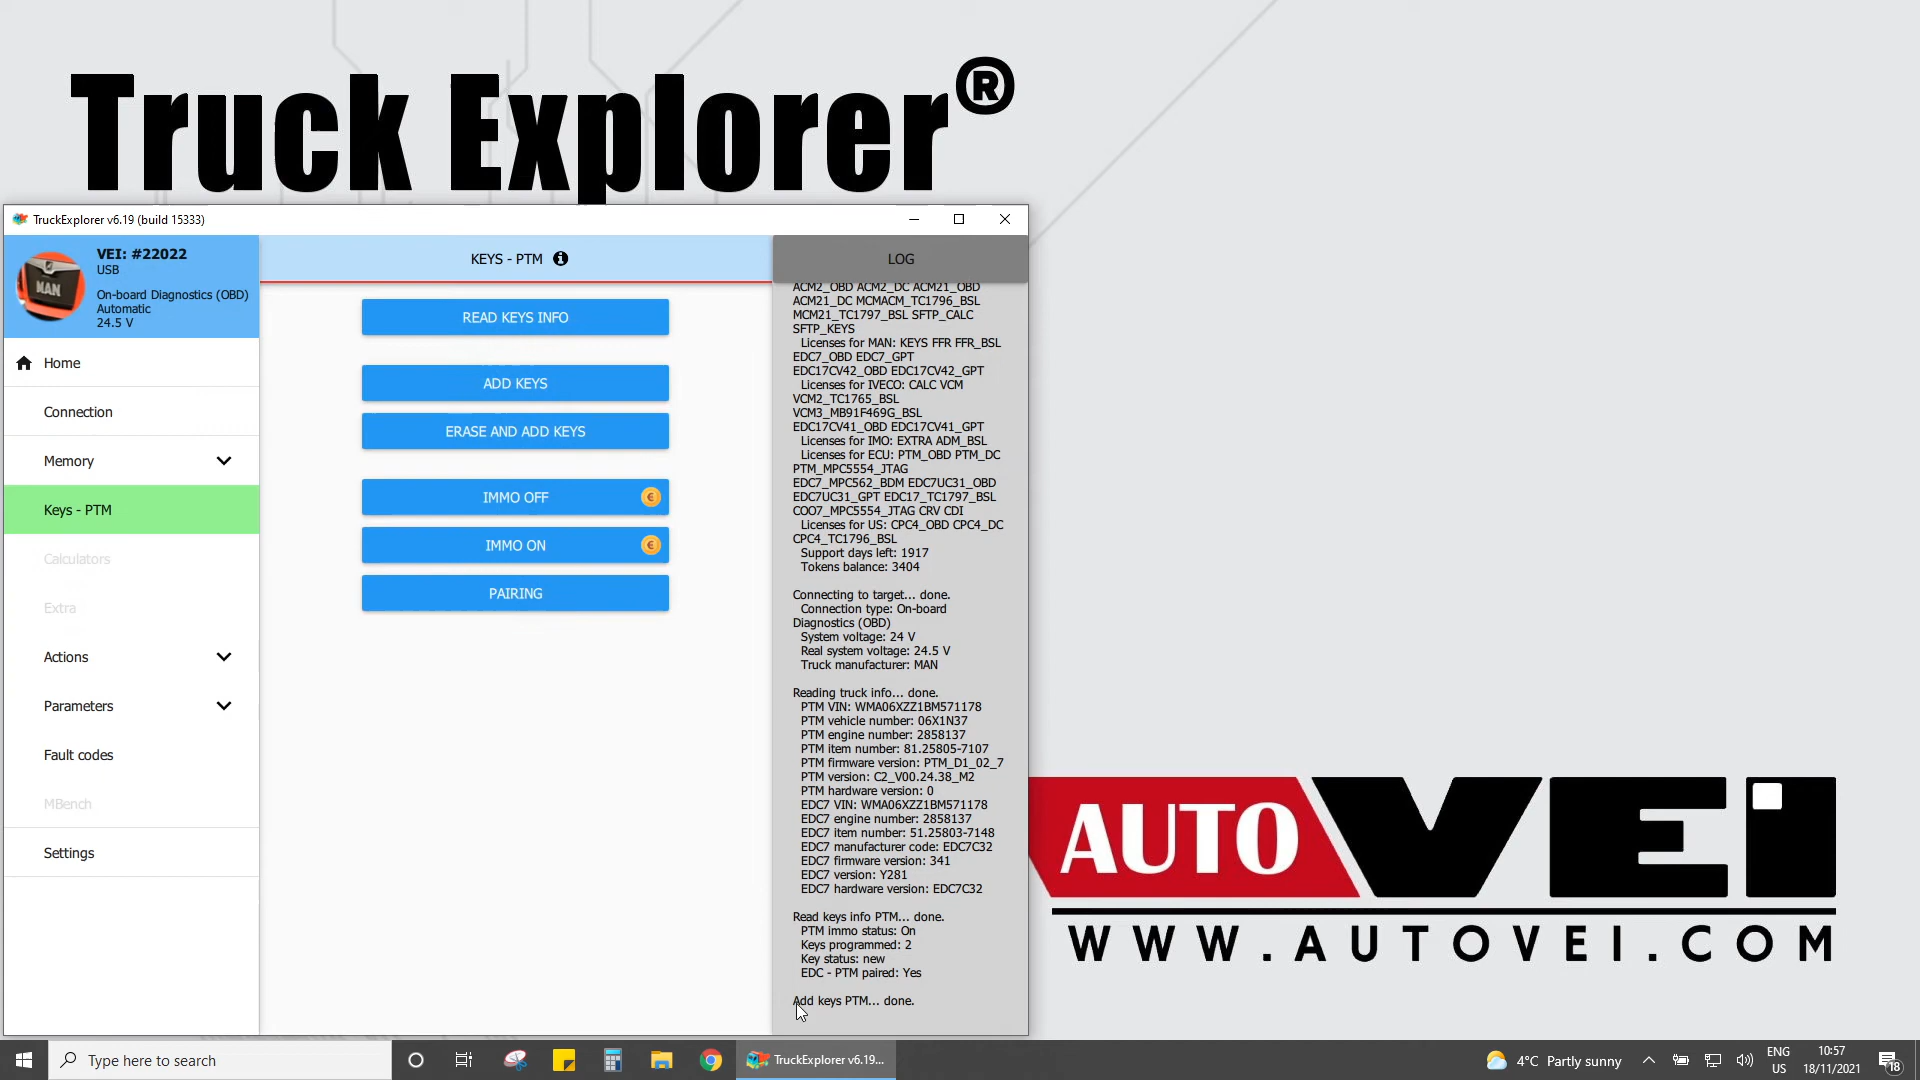 Truck Explorer®
TruckExplorer v6.19 (build 15333)
MAN
VEI: #22022
USB
On-board Diagnostics (OBD)
Automatic
24.5 V
Home
Connection
Memory
Keys - PTM
Calculators
Extra
Actions
Parameters
Fault codes
MBench
Settings
KEYS - PTM
READ KEYS INFO
ADD KEYS
ERASE AND ADD KEYS
IMMO OFF
IMMO ON
PAIRING
LOG
ACM2_OBD ACM2_DC ACM21_OBD
ACM21_DC MCMACM_TC1796_BSL
MCM21_TC1797_BSL SFTP_CALC
SFTP_KEYS
Licenses for MAN: KEYS FFR FFR_BSL
EDC7_OBD EDC7_GPT
EDC17CV42_OBD EDC17CV42_GPT
Licenses for IVECO: CALC VCM
VCM2_TC1765_BSL
VCM3_MB91F469G_BSL
EDC17CV41_OBD EDC17CV41_GPT
Licenses for IMO: EXTRA ADM_BSL
Licenses for ECU: PTM_OBD PTM_DC
PTM_MPC5554_JTAG
EDC7_MPC562_BDM EDC7UC31_OBD
EDC7UC31_GPT EDC17_TC1797_BSL
COO7_MPC5554_JTAG CRV CDI
Licenses for US: CPC4_OBD CPC4_DC
CPC4_TC1796_BSL
Support days left: 1917
Tokens balance: 3404
Connecting to target... done.
Connection type: On-board
Diagnostics (OBD)
System voltage: 24 V
Real system voltage: 24.5 V
Truck manufacturer: MAN
Reading truck info... done.
PTM VIN: WMA06XZZ1BM571178
PTM vehicle number: 06X1N37
PTM engine number: 2858137
PTM item number: 81.25805-7107
PTM firmware version: PTM_D1_02_7
PTM version: C2_V00.24.38_M2
PTM hardware version: 0
EDC7 VIN: WMA06XZZ1BM571178
EDC7 engine number: 2858137
EDC7 item number: 51.25803-7148
EDC7 manufacturer code: EDC7C32
EDC7 firmware version: 341
EDC7 version: Y281
EDC7 hardware version: EDC7C32
Read keys info PTM... done.
PTM immo status: On
Keys programmed: 2
Key status: new
EDC - PTM paired: Yes
Add keys PTM... done.
AUTOVEI
WWW.AUTOVEI.COM
Type here to search
TruckExplorer v6.19...
4°C Partly sunny
ENG
US
10:57
18/11/2021
18